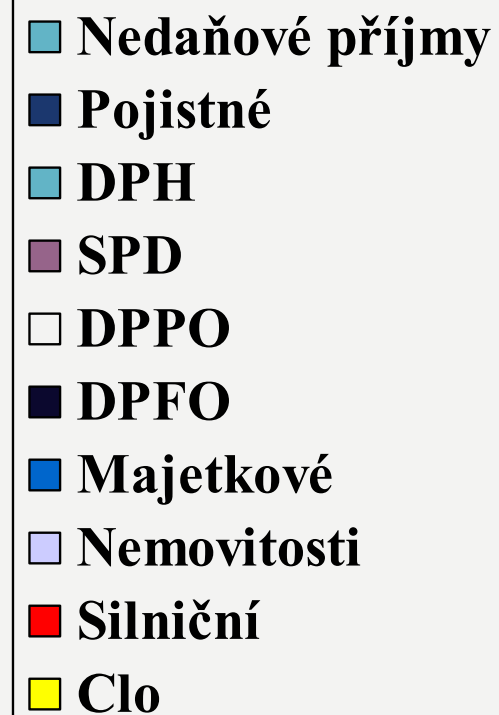 Nedaňové příjmy
Pojistné
DPH
SPD
DPPO
DPFO
Majetkové
Nemovitosti
Silniční
Clo